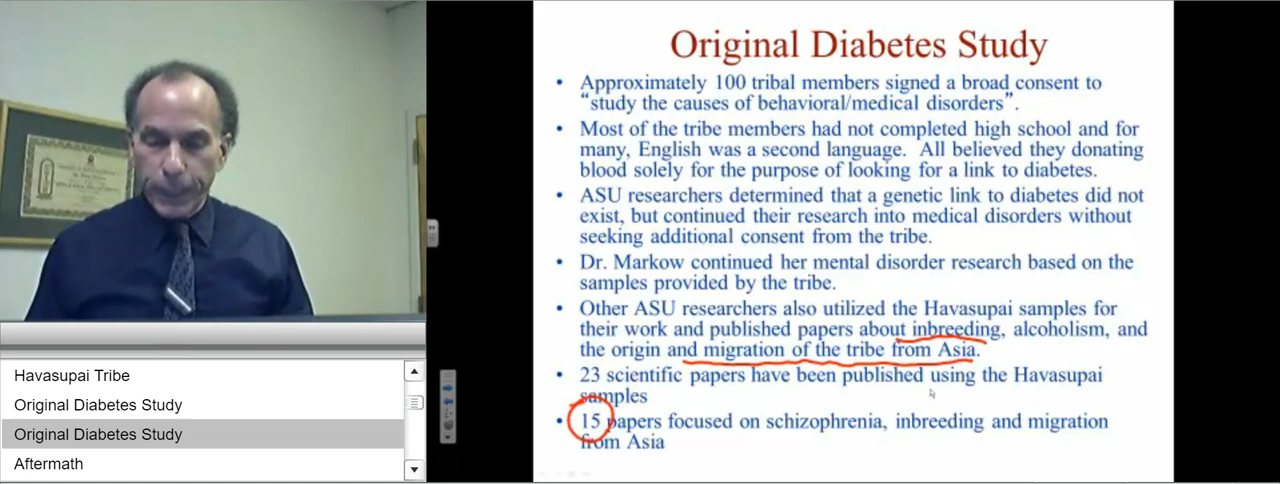 Original Diabetes Study
• Approximately 100 tribal members signed a broad consent to
“study the causes of behavioral/medical disorders”.
• Most of the tribe members had not completed high school and for
many, English was a second language. All believed they donating
blood solely for the purpose of looking for a link to diabetes.
• ASU researchers determined that a genetic link to diabetes did not
exist, but continued their research into medical disorders without
seeking additional consent from the tribe.
• Dr. Markow continued her mental disorder research based on the
samples provided by the tribe.
• Other ASU researchers also utilized the Havasupai samples for
their work and published papers about inbreeding, alcoholism, and
the origin and migration of the tribe from Asia.
• 23 scientific papers have been published using the Havasupai
samples
• 15 papers focused on schizophrenia, inbreeding and migration
from Asia
Havasupai Tribe
Original Diabetes Study
Original Diabetes Study
Aftermath